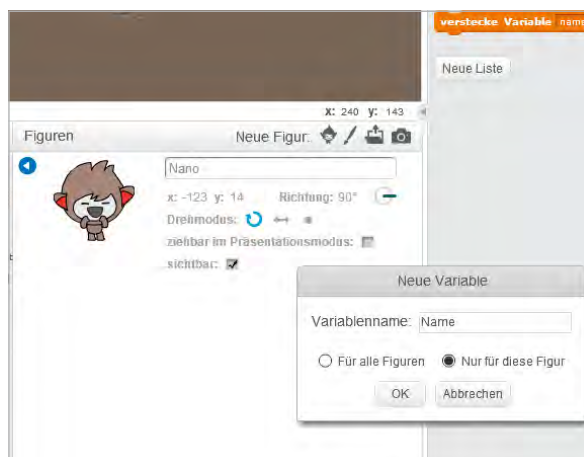 verstecke Variable name
Neue Liste
X: 240 y: 143
Figuren
Neue Figur:
Nano
x: -123 y: 14 Richtung: 90°
Drehmodus:
ziehbar im Präsentationsmodus:
sichtbar:
Neue Variable
Variablenname: Name
Für alle Figuren Nur für diese Figur
OK Abbrechen